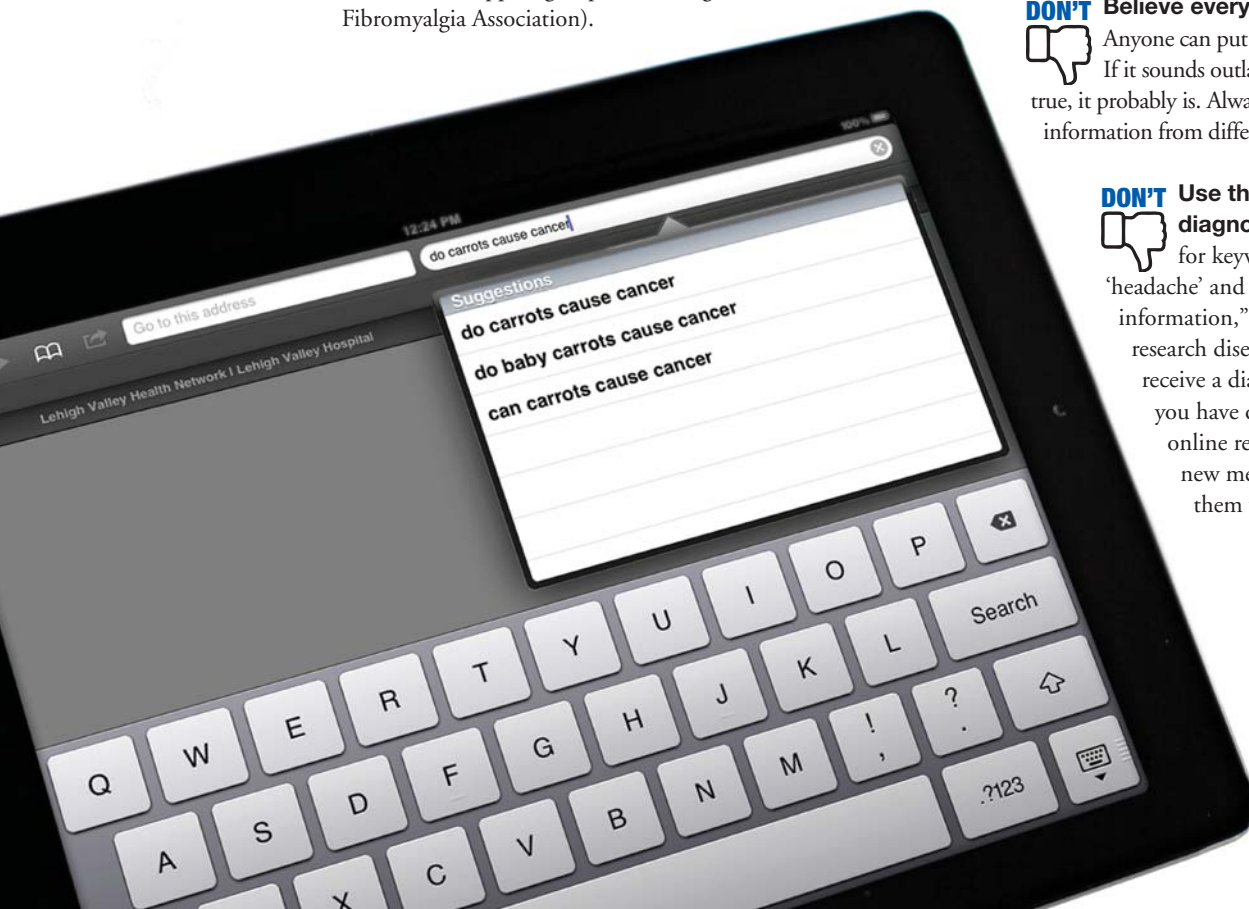 Fibromyalgia Association).
DON'T Believe every
Anyone can put
If it sounds outla
true, it probably is. Alwa
information from diffe
DON'T Use th
diagno
for keyw
'headache' and
information,"
research dise
receive a dia
you have c
online re
new me
them
100%
12:24 PM
do carrots cause cancer
Go to this address
Lehigh Valley Health Network | Lehigh Valley Hospital
Suggestions
do carrots cause cancer
do baby carrots cause cancer
can carrots cause cancer
Q W E R T Y U I O P
A S D F G H J K L Search
X C V B N M ! , ? .
.?123